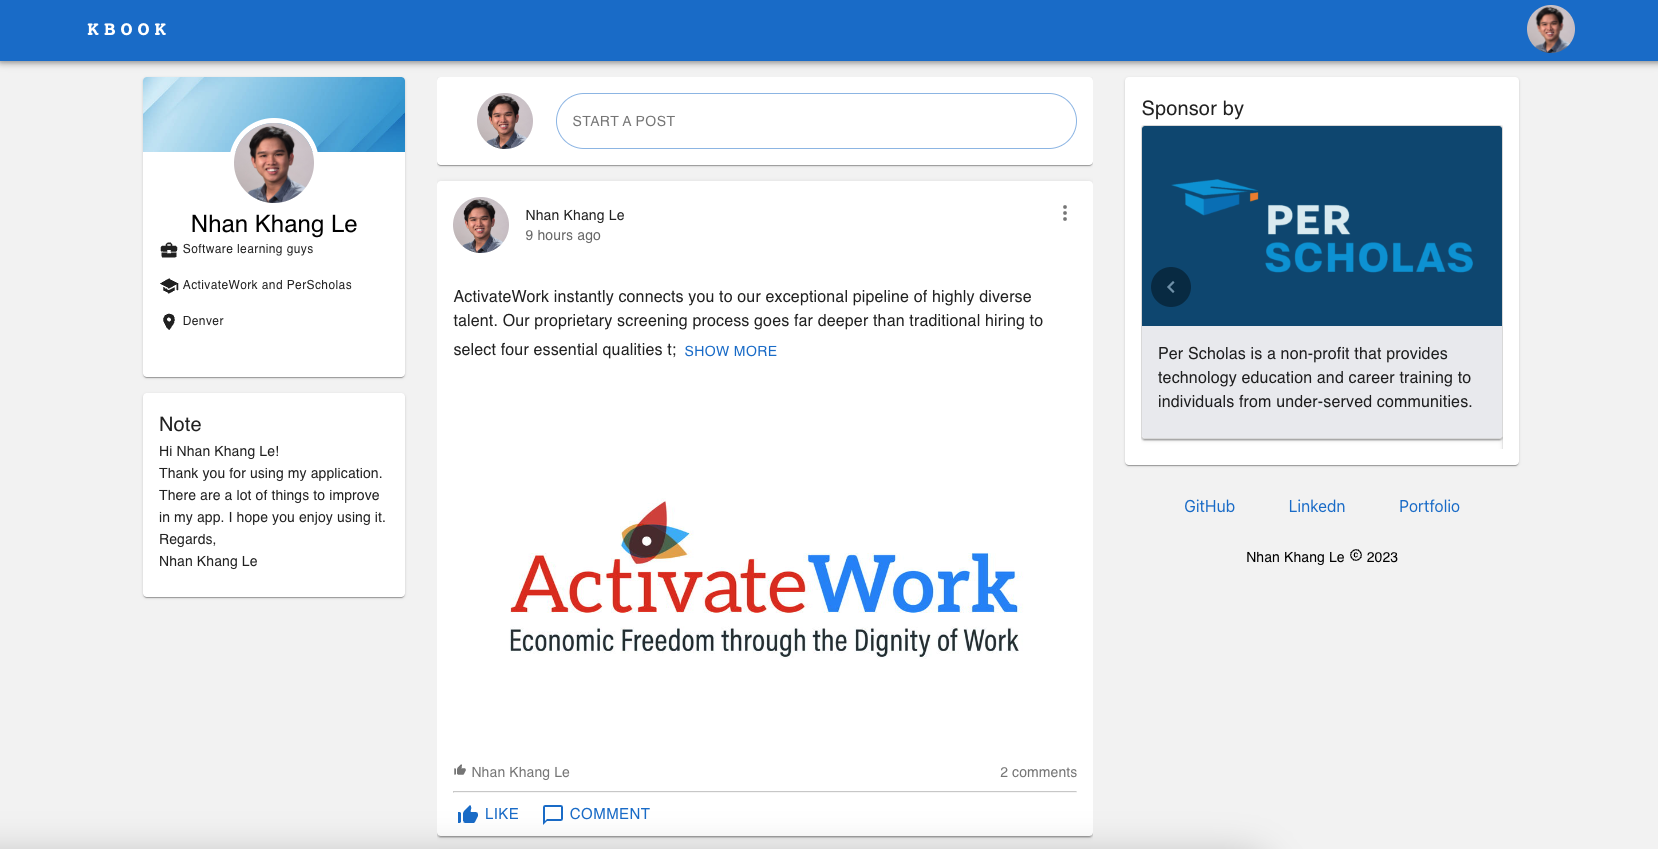 KBOOK
Nhan Khang Le
Software learning guys
ActivateWork and PerScholas
Denver
Note
Hi Nhan Khang Le!
Thank you for using my application.
There are a lot of things to improve
in my app. I hope you enjoy using it.
Regards,
Nhan Khang Le
START A POST
Nhan Khang Le
9 hours ago
ActivateWork instantly connects you to our exceptional pipeline of highly diverse
talent. Our proprietary screening process goes far deeper than traditional hiring to
select four essential qualities t; SHOW MORE
ActivateWork
Economic Freedom through the Dignity of Work
Nhan Khang Le 2 comments
LIKE COMMENT
Sponsor by
PER
SCHOLAS
Per Scholas is a non-profit that provides
technology education and career training to
individuals from under-served communities.
GitHub Linkedn Portfolio
Nhan Khang Le © 2023